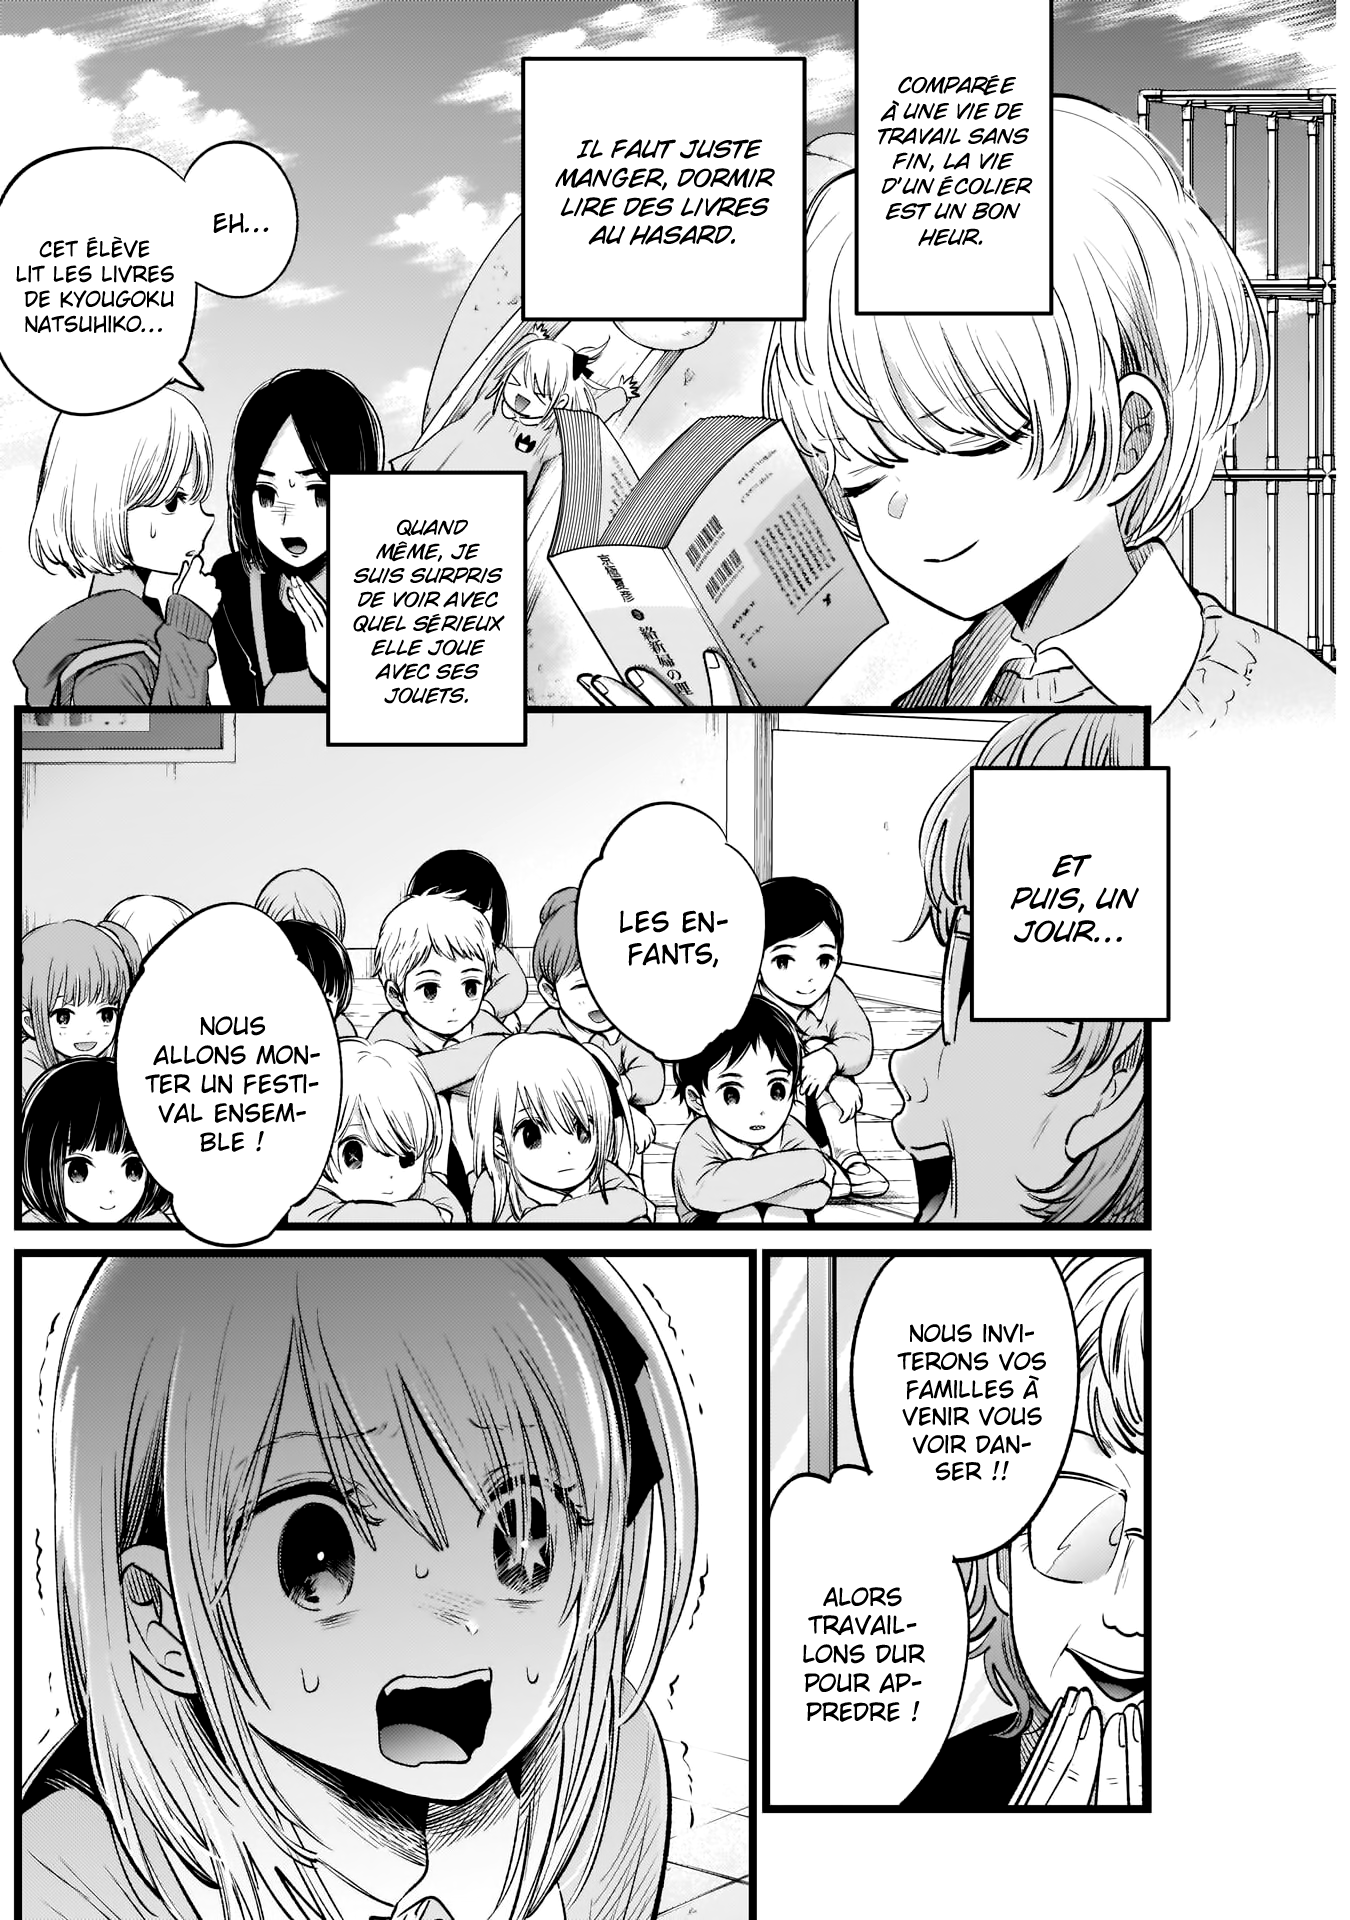 COMPARÉE
À UNE VIE DE
TRAVAIL SANS
FIN, LA VIE
D'UN ÉCOLIER
EST UN BON
HEUR.
IL FAUT JUSTE
MANGER, DORMIR
LIRE DES LIVRES
AU HASARD.
EH...
CET ÉLÈVE
LIT LES LIVRES
DE KYOUGOKU
NATSUHIKO...
QUAND
MÊME, JE
SUIS SURPRIS
DE VOIR AVEC
QUEL SÉRIEUX
ELLE JOUE
AVEC SES
JOUETS.
ET
PUIS, UN
JOUR...
LES EN-
FANTS,
NOUS
ALLONS MON-
TER UN FESTI-
VAL ENSEM-
BLE !
NOUS INVI-
TERONS VOS
FAMILLES À
VENIR VOUS
VOIR DAN-
SER !!
ALORS
TRAVAIL-
LONS DUR
POUR AP-
PREDRE !